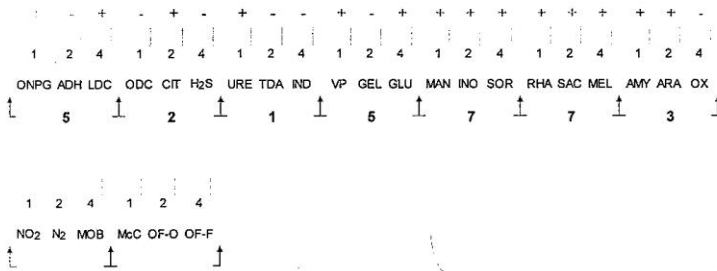 - + - + - + - - + - + + + + + + + + + -
1 2 4 1 2 4 1 2 4 1 2 4 1 2 4 1 2 4 1 2 4
ONPG ADH LDC ODC CIT H₂S URE TDA IND VP GEL GLU MAN INO SOR RHA SAC MEL AMY ARA OX
5 2 1 5 7 7 3
1 2 4 1 2 4
NO₂ N₂ MOB McC OF-O OF-F